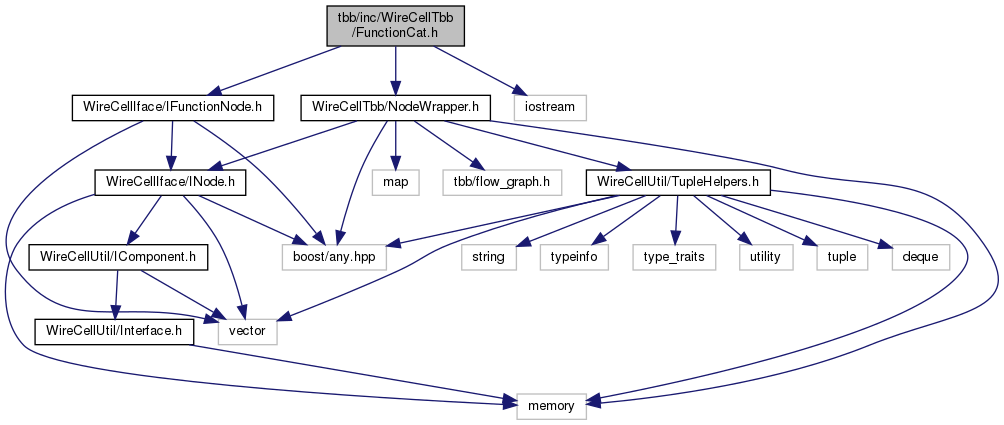 tbb/inc/WireCellTbb
/FunctionCat.h
WireCellIface/IFunctionNode.h
WireCellTbb/NodeWrapper.h
iostream
WireCellIface/INode.h
map
tbb/flow_graph.h
WireCellUtil/TupleHelpers.h
WireCellUtil/IComponent.h
boost/any.hpp
string
typeinfo
type_traits
utility
tuple
deque
WireCellUtil/Interface.h
vector
memory